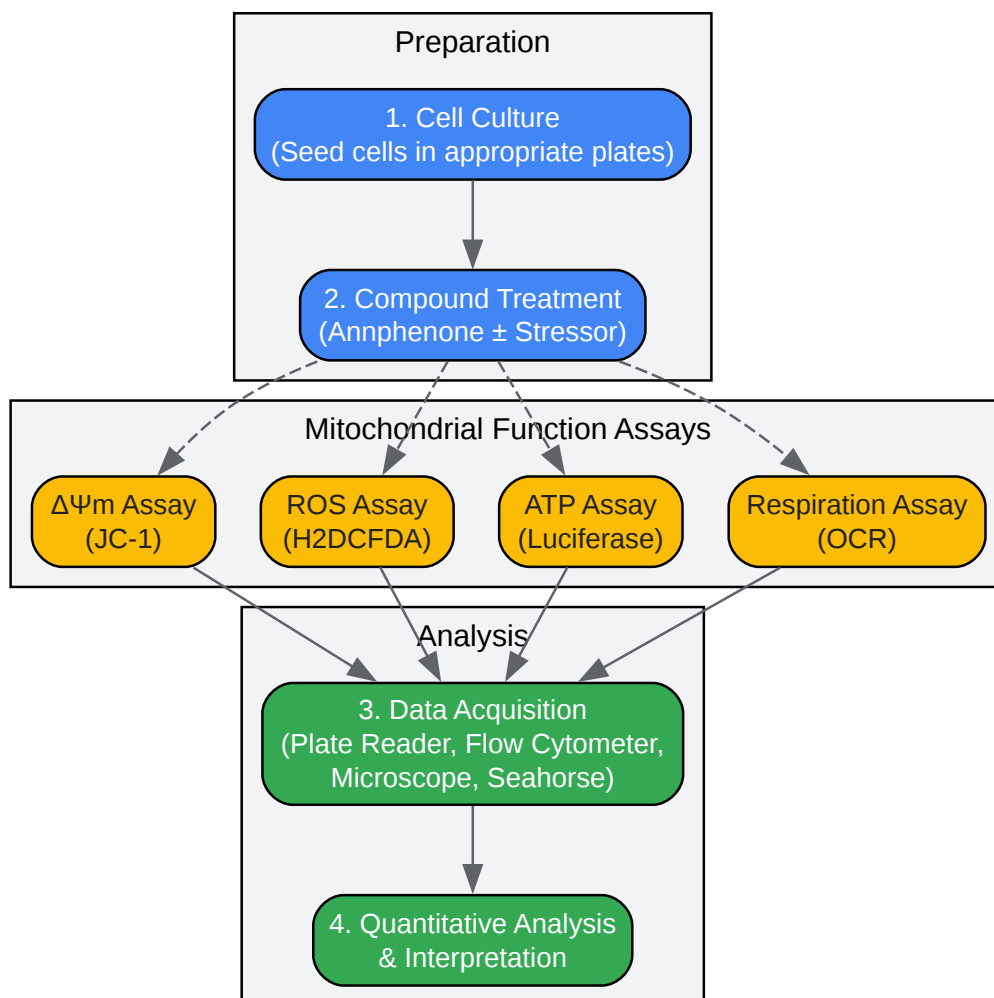 Preparation
1. Cell Culture
(Seed cells in appropriate plates)
2. Compound Treatment
(Annphenone ± Stressor)
Mitochondrial Function Assays
ΔΨm Assay
(JC-1)
ROS Assay
(H2DCFDA)
ATP Assay
(Luciferase)
Respiration Assay
(OCR)
Analysis
3. Data Acquisition
(Plate Reader, Flow Cytometer,
Microscope, Seahorse)
4. Quantitative Analysis
& Interpretation